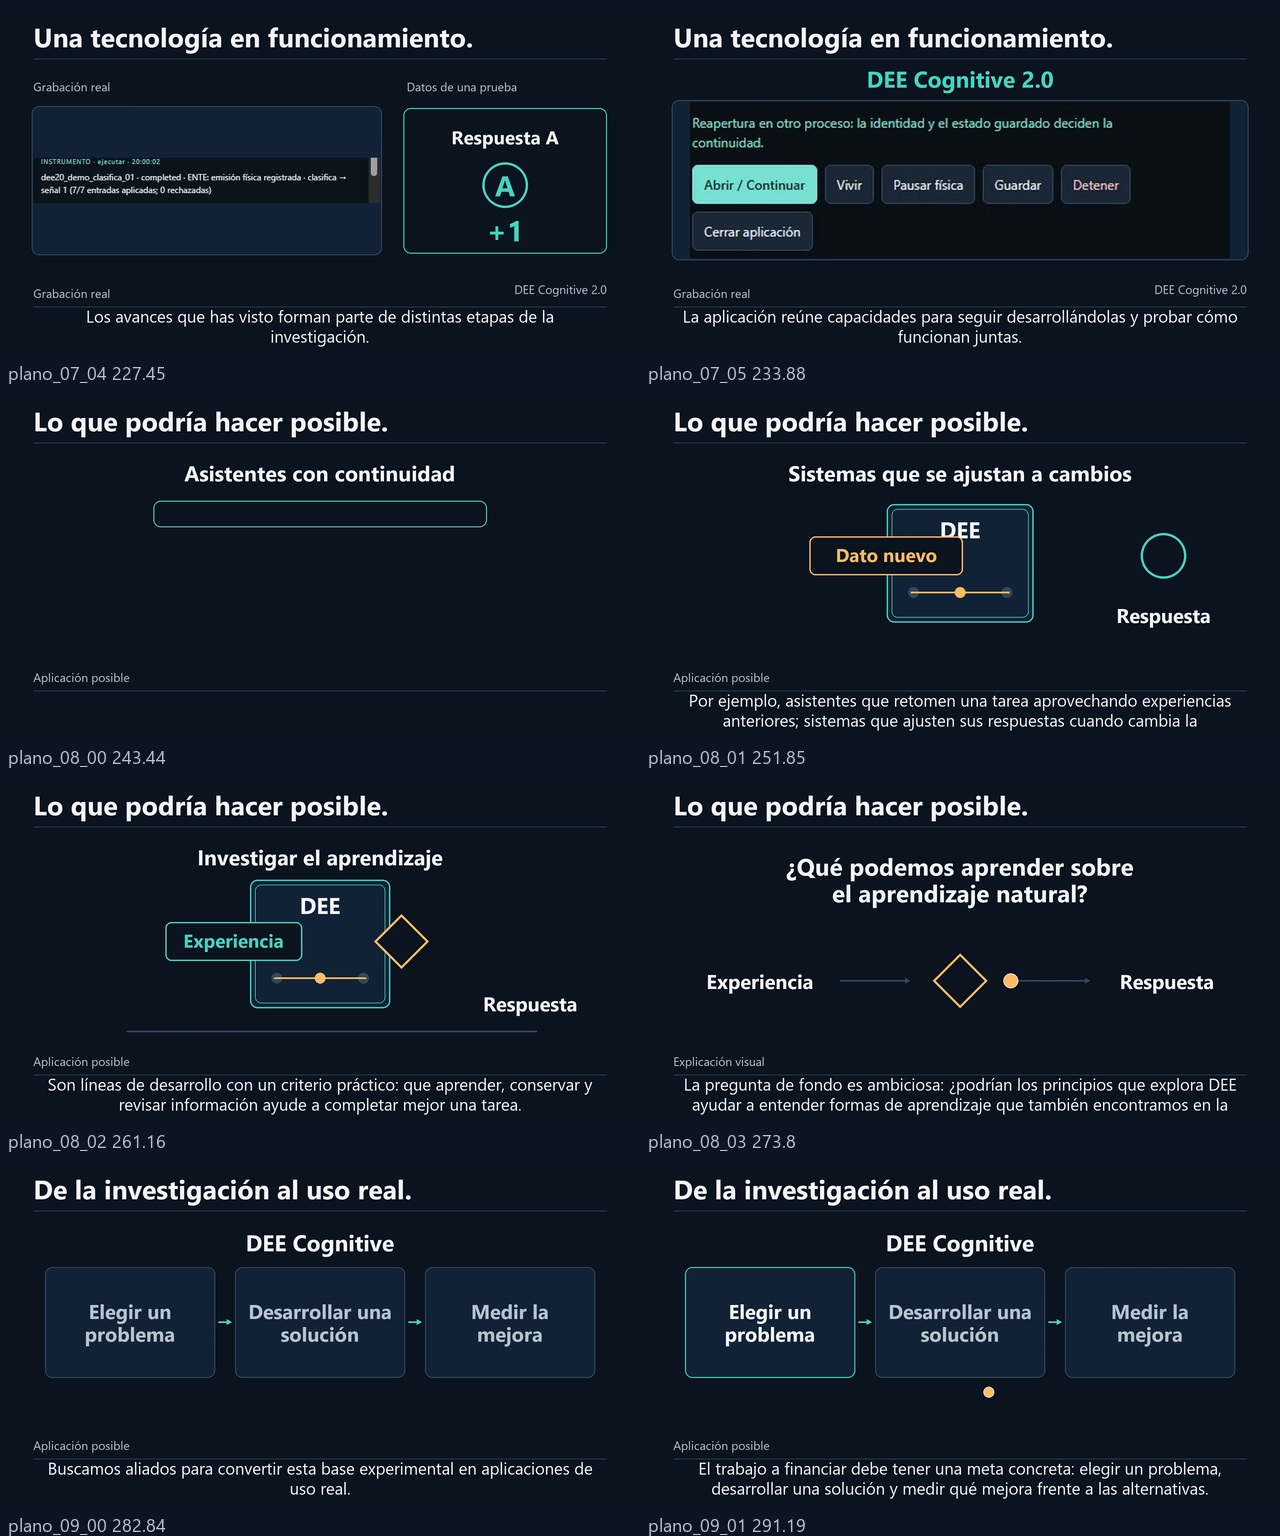 Una tecnología en funcionamiento.
Grabación real
Datos de una prueba
INSTRUMENTO · ejecutar · 20:00:02
dee20_demo_clasifica_01 · completed · ENTE: emisión física registrada · clasifica →
señal 1 (7/7 entradas aplicadas; 0 rechazadas)
Respuesta A
A
+1
Grabación real
DEE Cognitive 2.0
Los avances que has visto forman parte de distintas etapas de la
investigación.
plano_07_04 227.45
Una tecnología en funcionamiento.
DEE Cognitive 2.0
Reapertura en otro proceso: la identidad y el estado guardado deciden la
continuidad.
Abrir / Continuar
Vivir
Pausar física
Guardar
Detener
Cerrar aplicación
Grabación real
DEE Cognitive 2.0
La aplicación reúne capacidades para seguir desarrollándolas y probar cómo
funcionan juntas.
plano_07_05 233.88
Lo que podría hacer posible.
Asistentes con continuidad
Aplicación posible
plano_08_00 243.44
Lo que podría hacer posible.
Sistemas que se ajustan a cambios
DEE
Dato nuevo
Respuesta
Aplicación posible
Por ejemplo, asistentes que retomen una tarea aprovechando experiencias
anteriores; sistemas que ajusten sus respuestas cuando cambia la
plano_08_01 251.85
Lo que podría hacer posible.
Investigar el aprendizaje
DEE
Experiencia
Respuesta
Aplicación posible
Son líneas de desarrollo con un criterio práctico: que aprender, conservar y
revisar información ayude a completar mejor una tarea.
plano_08_02 261.16
Lo que podría hacer posible.
¿Qué podemos aprender sobre
el aprendizaje natural?
Experiencia
Respuesta
Explicación visual
La pregunta de fondo es ambiciosa: ¿podrían los principios que explora DEE
ayudar a entender formas de aprendizaje que también encontramos en la
plano_08_03 273.8
De la investigación al uso real.
DEE Cognitive
Elegir un
problema
Desarrollar una
solución
Medir la
mejora
Aplicación posible
Buscamos aliados para convertir esta base experimental en aplicaciones de
uso real.
plano_09_00 282.84
De la investigación al uso real.
DEE Cognitive
Elegir un
problema
Desarrollar una
solución
Medir la
mejora
Aplicación posible
El trabajo a financiar debe tener una meta concreta: elegir un problema,
desarrollar una solución y medir qué mejora frente a las alternativas.
plano_09_01 291.19